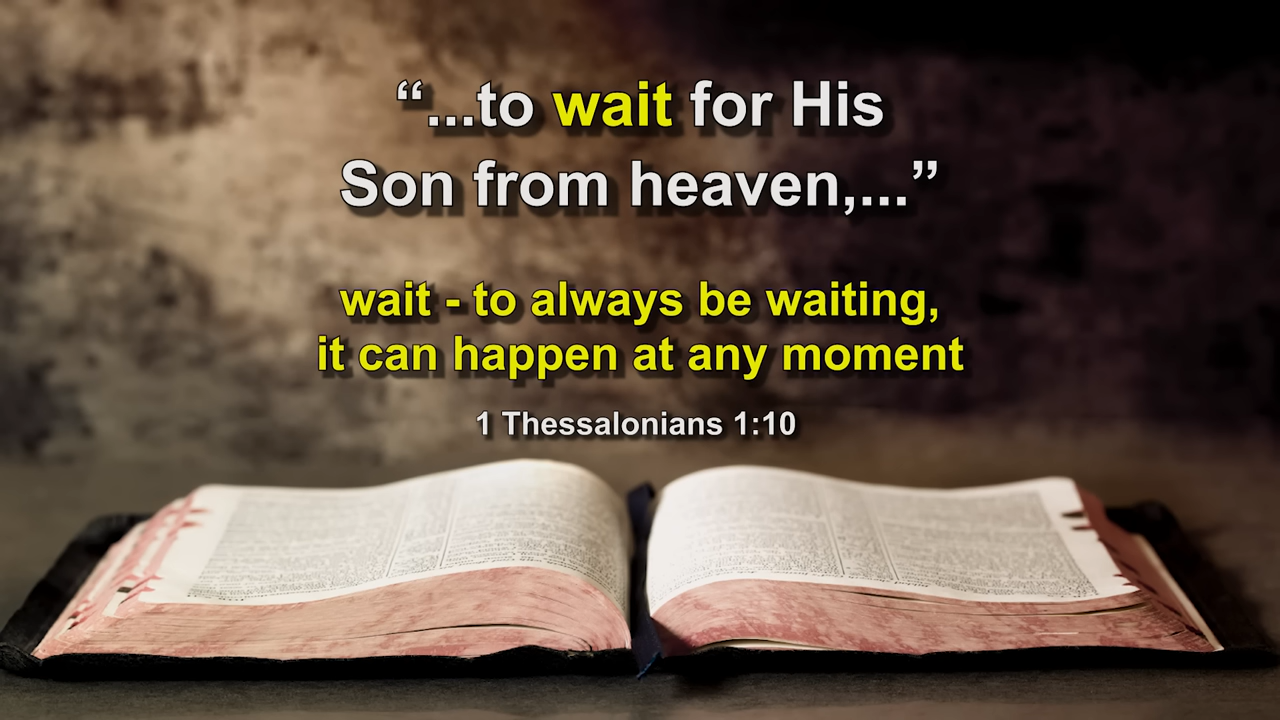 “...to wait for His
Son from heaven,...”
wait - to always be waiting,
it can happen at any moment
1 Thessalonians 1:10